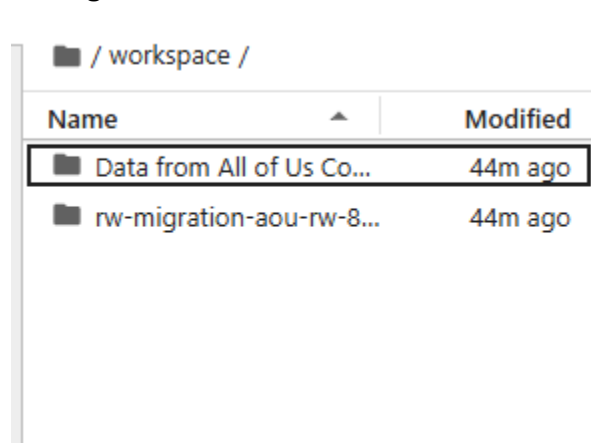 / workspace /
Name Modified
Data from All of Us Co... 44m ago
rw-migration-aou-rw-8... 44m ago